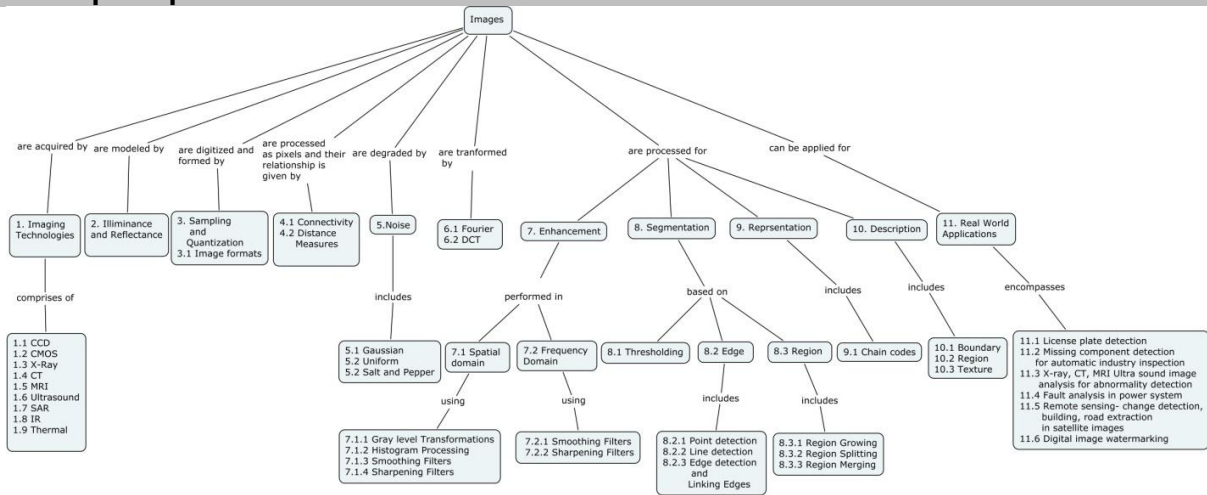 Images
are acquired by
are modeled by
are digitized and
formed by
are processed
as pixels and their
relationship is
given by
are degraded by
are tranformed
by
are processed for
can be applied for
1. Imaging
Technologies
2. Illiminance
and Reflectance
3. Sampling
and
Quantization
3.1 Image formats
4.1 Connectivity
4.2 Distance
Measures
5.Noise
6.1 Fourier
6.2 DCT
7. Enhancement
8. Segmentation
9. Reprsentation
10. Description
11. Real World
Applications
comprises of
includes
performed in
based on
includes
includes
encompasses
1.1 CCD
1.2 CMOS
1.3 X-Ray
1.4 CT
1.5 MRI
1.6 Ultrasound
1.7 SAR
1.8 IR
1.9 Thermal
5.1 Gaussian
5.2 Uniform
5.2 Salt and Pepper
7.1 Spatial
domain
7.2 Frequency
Domain
8.1 Thresholding
8.2 Edge
8.3 Region
9.1 Chain codes
10.1 Boundary
10.2 Region
10.3 Texture
11.1 License plate detection
11.2 Missing component detection
for automatic industry inspection
11.3 X-ray, CT, MRI Ultra sound image
analysis for abnormality detection
11.4 Fault analysis in power system
11.5 Remote sensing- change detection,
building, road extraction
in satellite images
11.6 Digital image watermarking
using
using
includes
includes
7.1.1 Gray level Transformations
7.1.2 Histogram Processing
7.1.3 Smoothing Filters
7.1.4 Sharpening Filters
7.2.1 Smoothing Filters
7.2.2 Sharpening Filters
8.2.1 Point detection
8.2.2 Line detection
8.2.3 Edge detection
and
Linking Edges
8.3.1 Region Growing
8.3.2 Region Splitting
8.3.3 Region Merging